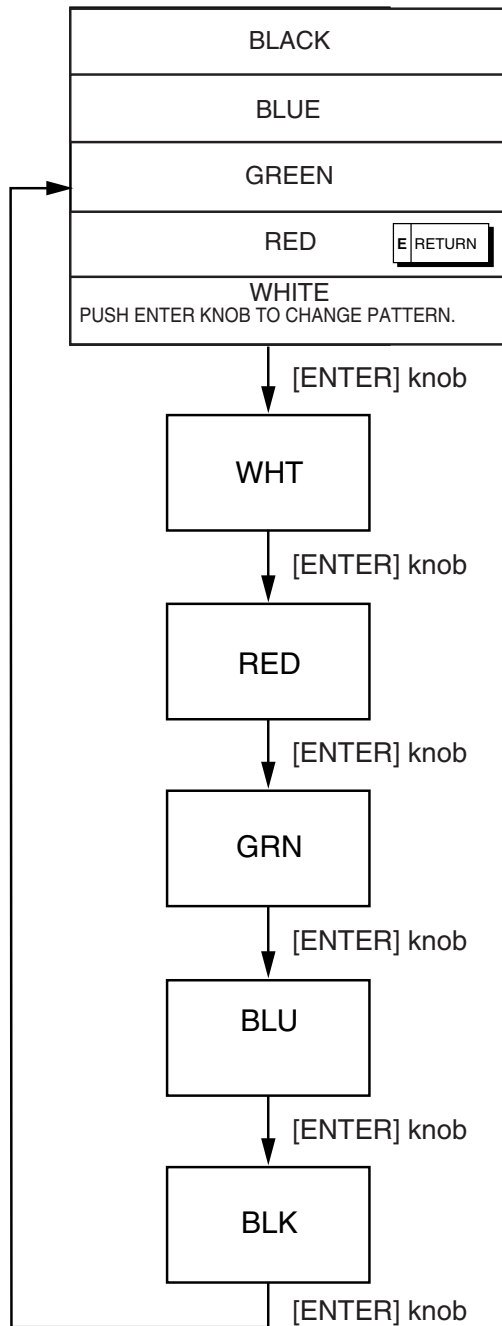 BLACK
BLUE
GREEN
RED
E RETURN
WHITE
PUSH ENTER KNOB TO CHANGE PATTERN.
[ENTER] knob
WHT
[ENTER] knob
RED
[ENTER] knob
GRN
[ENTER] knob
BLU
[ENTER] knob
BLK
[ENTER] knob